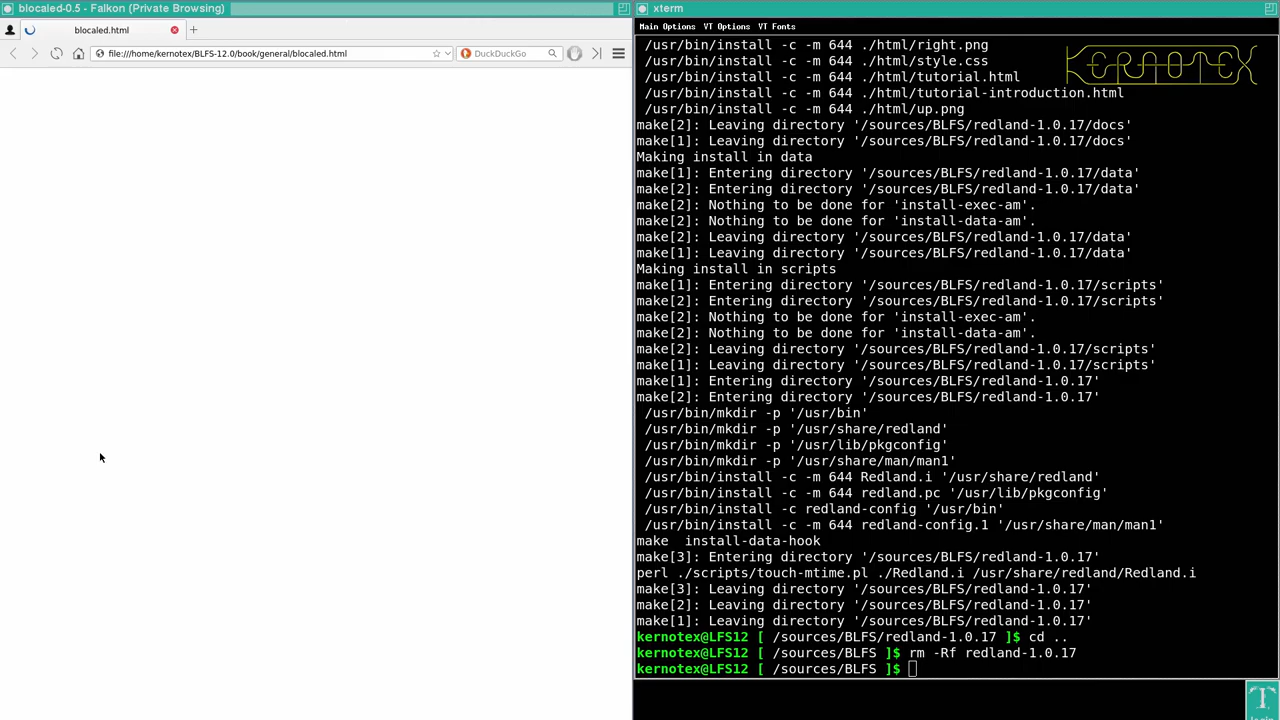 blocaled-0.5 - Falkon (Private Browsing)
blocaled.html
file:///home/kernotex/BLFS-12.0/book/general/blocaled.html
DuckDuckGo
xterm
Main Options VT Options VT Fonts
KERNOTEX
/usr/bin/install -c -m 644 ./html/right.png
/usr/bin/install -c -m 644 ./html/style.css
/usr/bin/install -c -m 644 ./html/tutorial.html
/usr/bin/install -c -m 644 ./html/tutorial-introduction.html
/usr/bin/install -c -m 644 ./html/up.png
make[2]: Leaving directory '/sources/BLFS/redland-1.0.17/docs'
make[1]: Leaving directory '/sources/BLFS/redland-1.0.17/docs'
Making install in data
make[1]: Entering directory '/sources/BLFS/redland-1.0.17/data'
make[2]: Entering directory '/sources/BLFS/redland-1.0.17/data'
make[2]: Nothing to be done for 'install-exec-am'.
make[2]: Nothing to be done for 'install-data-am'.
make[2]: Leaving directory '/sources/BLFS/redland-1.0.17/data'
make[1]: Leaving directory '/sources/BLFS/redland-1.0.17/data'
Making install in scripts
make[1]: Entering directory '/sources/BLFS/redland-1.0.17/scripts'
make[2]: Entering directory '/sources/BLFS/redland-1.0.17/scripts'
make[2]: Nothing to be done for 'install-exec-am'.
make[2]: Nothing to be done for 'install-data-am'.
make[2]: Leaving directory '/sources/BLFS/redland-1.0.17/scripts'
make[1]: Leaving directory '/sources/BLFS/redland-1.0.17/scripts'
make[1]: Entering directory '/sources/BLFS/redland-1.0.17'
make[2]: Entering directory '/sources/BLFS/redland-1.0.17'
/usr/bin/mkdir -p '/usr/bin'
/usr/bin/mkdir -p '/usr/share/redland'
/usr/bin/mkdir -p '/usr/lib/pkgconfig'
/usr/bin/mkdir -p '/usr/share/man/man1'
/usr/bin/install -c -m 644 Redland.i '/usr/share/redland'
/usr/bin/install -c -m 644 redland.pc '/usr/lib/pkgconfig'
/usr/bin/install -c redland-config '/usr/bin'
/usr/bin/install -c -m 644 redland-config.1 '/usr/share/man/man1'
make  install-data-hook
make[3]: Entering directory '/sources/BLFS/redland-1.0.17'
perl ./scripts/touch-mtime.pl ./Redland.i /usr/share/redland/Redland.i
make[3]: Leaving directory '/sources/BLFS/redland-1.0.17'
make[2]: Leaving directory '/sources/BLFS/redland-1.0.17'
make[1]: Leaving directory '/sources/BLFS/redland-1.0.17'
kernotex@LFS12 [ /sources/BLFS/redland-1.0.17 ]$ cd ..
kernotex@LFS12 [ /sources/BLFS ]$ rm -Rf redland-1.0.17
kernotex@LFS12 [ /sources/BLFS ]$